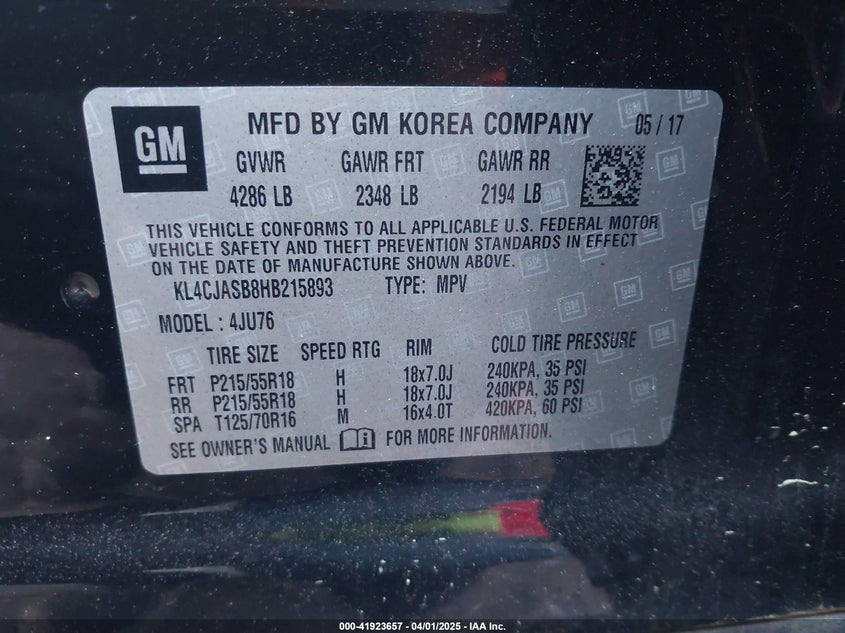 GM
MFD BY GM KOREA COMPANY 05 / 17
GVWR GAWR FRT GAWR RR
4286 LB 2348 LB 2194 LB
THIS VEHICLE CONFORMS TO ALL APPLICABLE U.S. FEDERAL MOTOR
VEHICLE SAFETY AND THEFT PREVENTION STANDARDS IN EFFECT
ON THE DATE OF MANUFACTURE SHOWN ABOVE.
KL4CJASB8HB215893 TYPE: MPV
MODEL : 4JU76
TIRE SIZE SPEED RTG RIM COLD TIRE PRESSURE
FRT P215/55R18 H 18x7.0J 240KPA, 35 PSI
RR P215/55R18 H 18x7.0J 240KPA, 35 PSI
SPA T125/70R16 M 16x4.0T 420KPA, 60 PSI
SEE OWNER'S MANUAL FOR MORE INFORMATION.
000-41923657 - 04/01/2025 - IAA Inc.